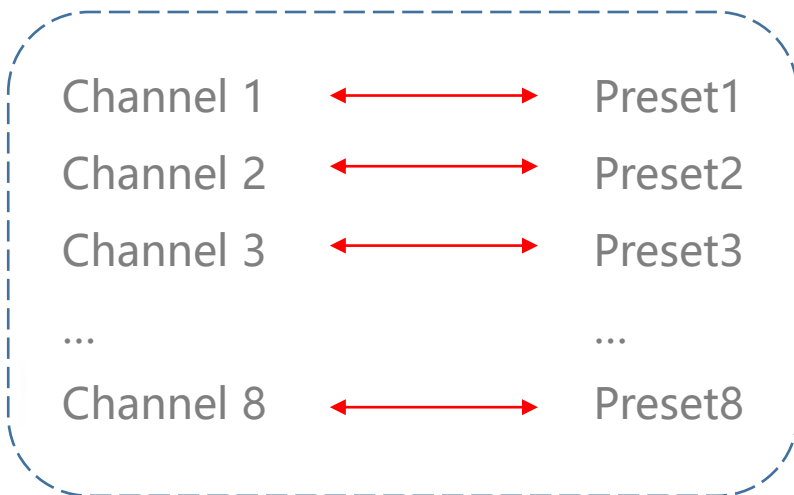 Channel 1 Preset1
Channel 2 Preset2
Channel 3 Preset3
... ...
Channel 8 Preset8